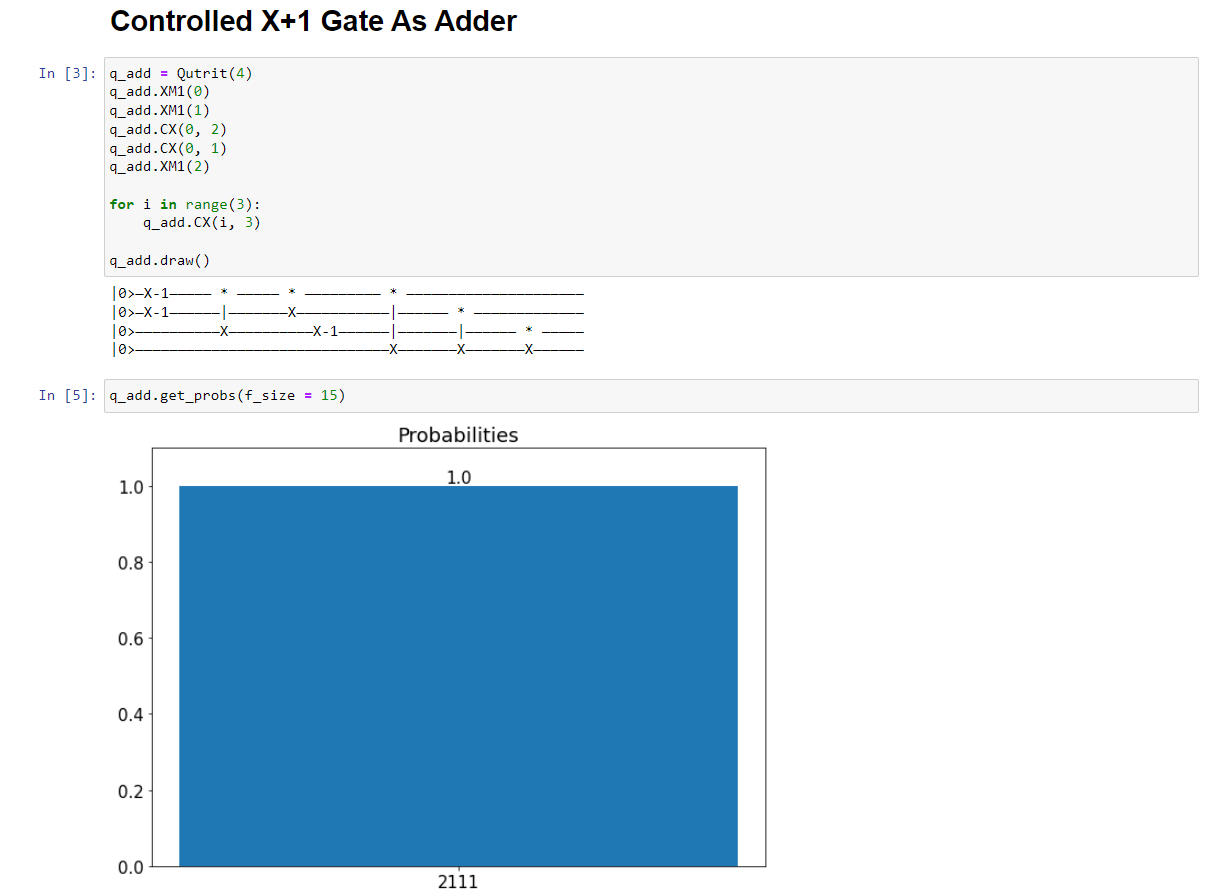 Controlled X+1 Gate As Adder
In [3]: q_add = Qutrit(4)
q_add.XM1(0)
q_add.XM1(1)
q_add.CX(0, 2)
q_add.CX(0, 1)
q_add.XM1(2)
for i in range(3):
    q_add.CX(i, 3)
q_add.draw()
|0>—X-1————— * ————— * ————————— * —————————————————————
|0>—X-1——————|———————X———————————|—————— * —————————————
|0>——————————X——————————X-1——————|———————|—————— * —————
|0>——————————————————————————————X———————X———————X——————
In [5]: q_add.get_probs(f_size = 15)
Probabilities
1.0
1.0
0.8
0.6
0.4
0.2
0.0
2111